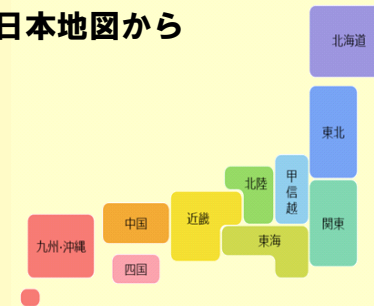 日本地図から
北海道
東北
北陸
甲信越
中国
近畿
関東
九州·沖縄
東海
四国